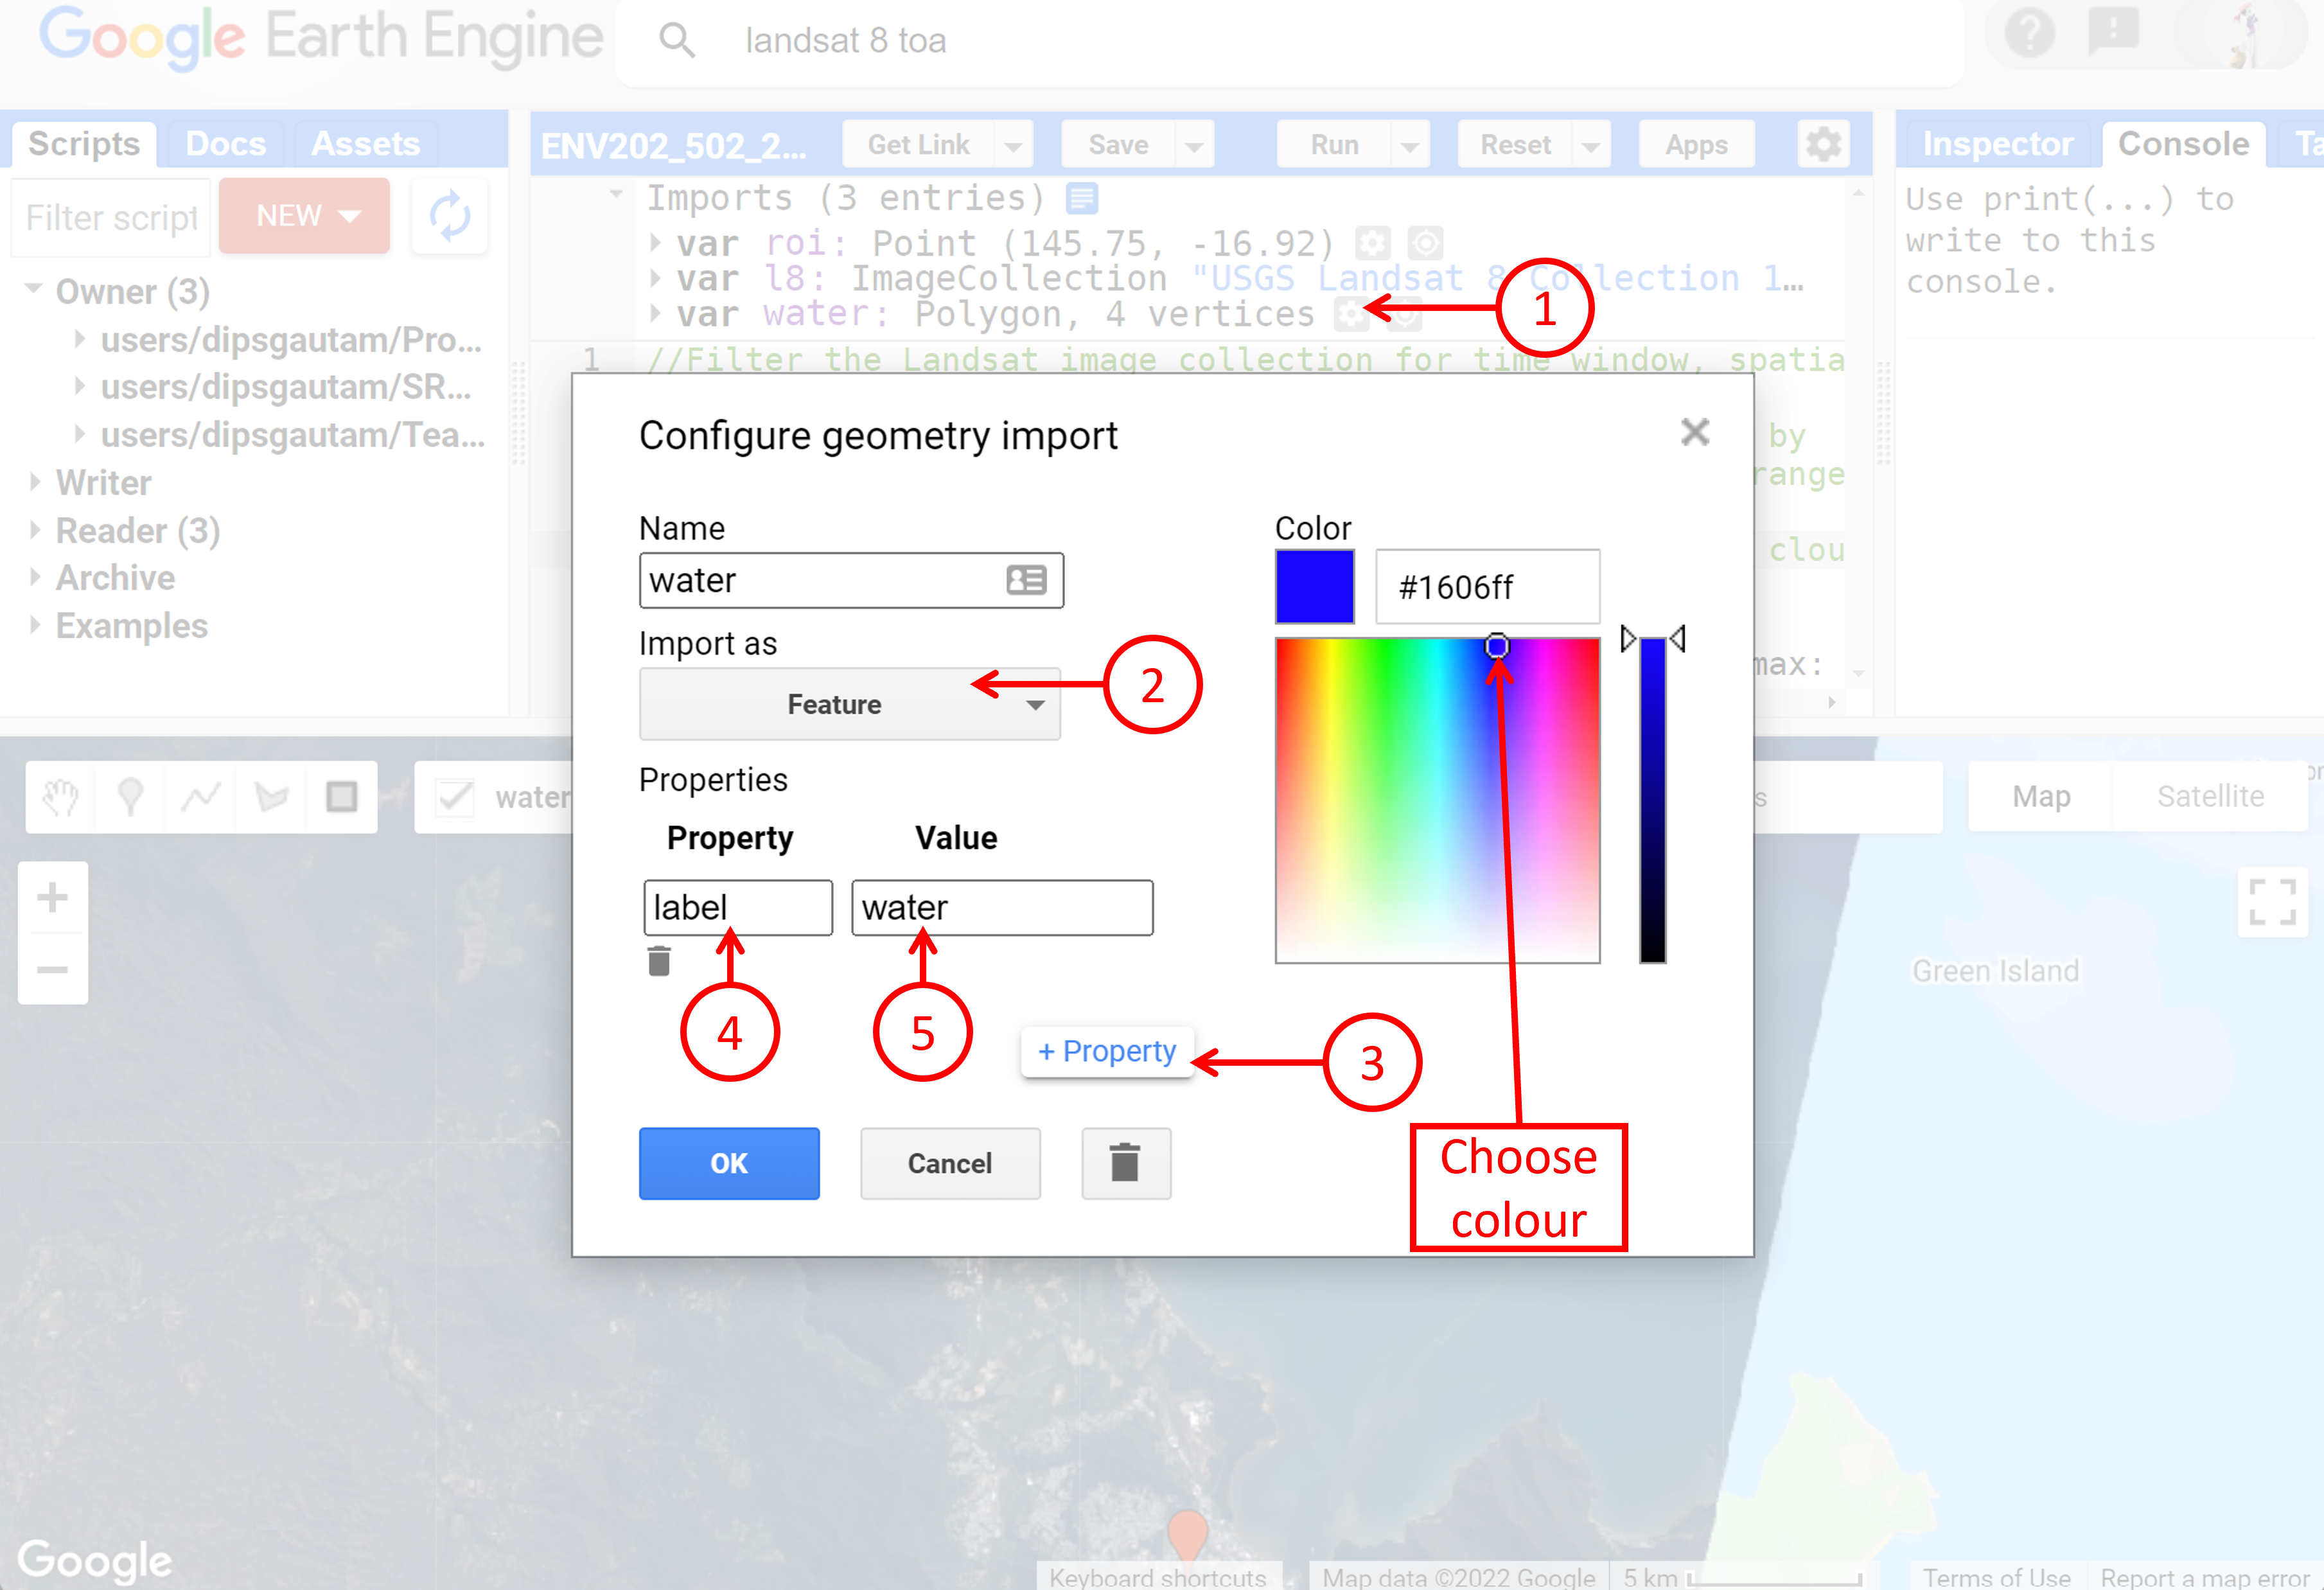 Google Earth Engine
landsat 8 toa
Scripts
Docs
Assets
Filter script
NEW
Owner (3)
users/dipsgautam/Pro...
users/dipsgautam/SR...
users/dipsgautam/Tea...
Writer
Reader (3)
Archive
Examples
ENV202_502_2...
Get Link
Save
Run
Reset
Apps
Imports (3 entries)
var roi: Point (145.75, -16.92)
var l8: ImageCollection "USGS Landsat 8 Collection 1...
var water: Polygon, 4 vertices
1
1 //Filter the Landsat image collection for time window, spatia
by
range
clou
max:
Inspector
Console
Ta
Use print(...) to
write to this
console.
Configure geometry import
Name
water
Import as
Feature
2
Properties
Property Value
label water
4
5
+ Property
3
OK
Cancel
Color
#1606ff
Choose
colour
water
s
Map
Satellite
Green Island
Google
Keyboard shortcuts
Map data ©2022 Google
5 km
Terms of Use
Report a map error